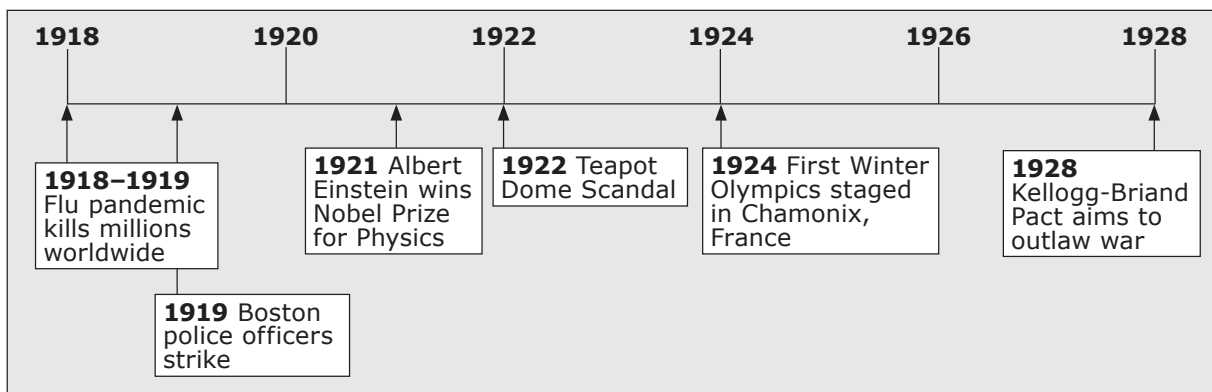 1918 1920 1922 1924 1926 1928
1918–1919
Flu pandemic
kills millions
worldwide
1919 Boston
police officers
strike
1921 Albert
Einstein wins
Nobel Prize
for Physics
1922 Teapot
Dome Scandal
1924 First Winter
Olympics staged
in Chamonix,
France
1928
Kellogg-Briand
Pact aims to
outlaw war